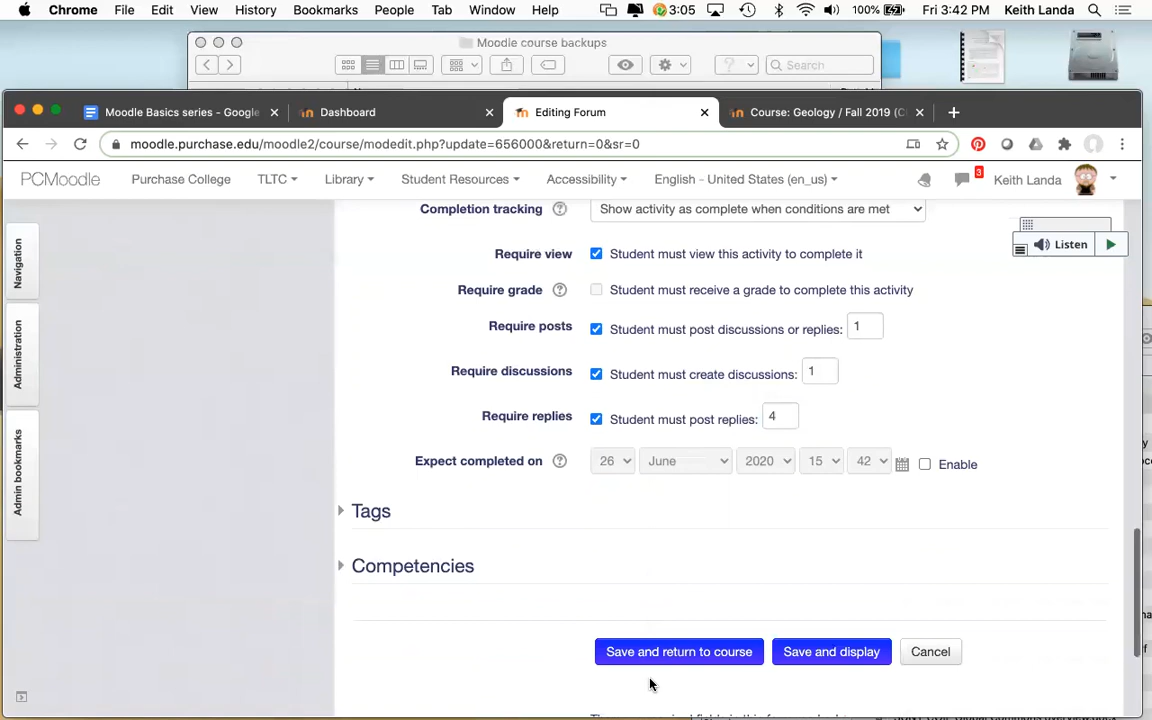 Chrome File Edit View History Bookmarks People Tab Window Help 3:05 100% Fri 3:42 PM Keith Landa
Moodle course backups
Search
Moodle Basics series - Google
Dashboard
Editing Forum
Course: Geology / Fall 2019 (C
moodle.purchase.edu/moodle2/course/modedit.php?update=656000&return=0&sr=0
PCMoodle Purchase College TLTC Library Student Resources Accessibility English - United States (en_us) 3 Keith Landa
Completion tracking Show activity as complete when conditions are met
Listen
Require view Student must view this activity to complete it
Require grade Student must receive a grade to complete this activity
Require posts Student must post discussions or replies: 1
Require discussions Student must create discussions: 1
Require replies Student must post replies: 4
Expect completed on 26 June 2020 15 42 Enable
Tags
Competencies
Save and return to course Save and display Cancel
Navigation
Administration
Admin bookmarks